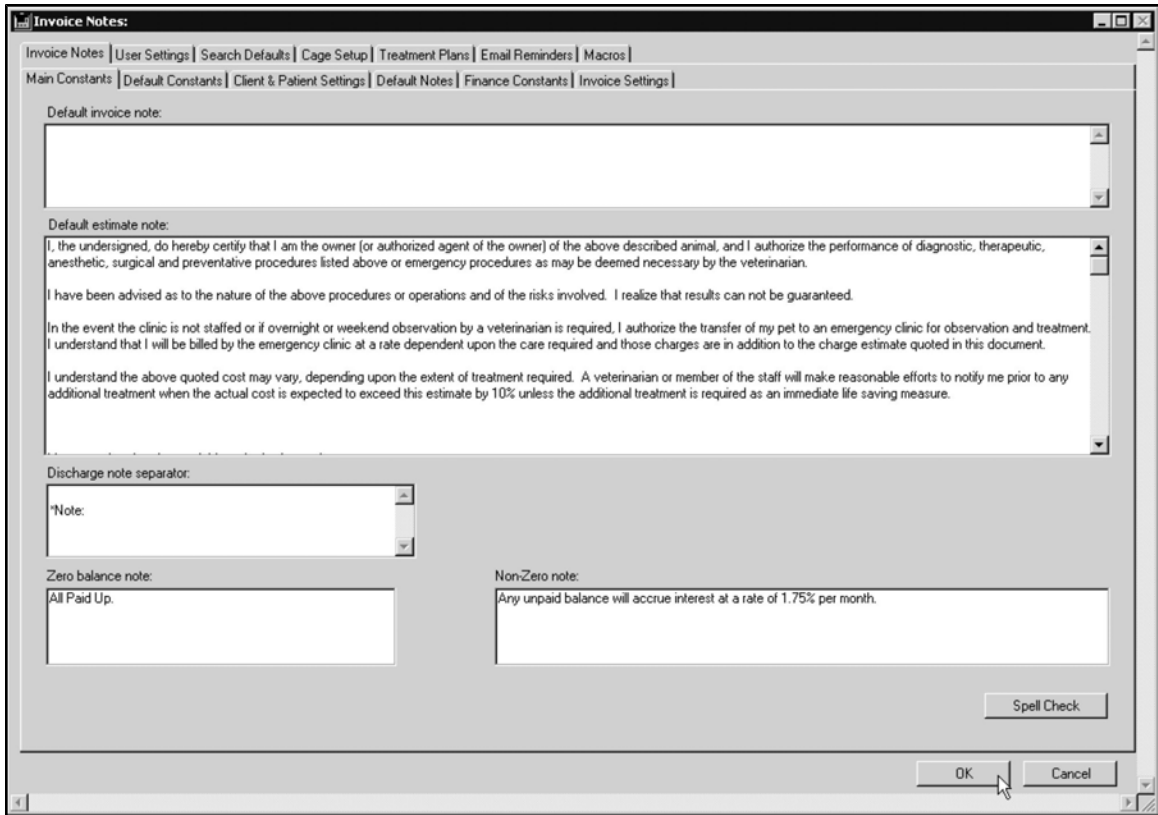 Invoice Notes:
Invoice Notes User Settings Search Defaults Cage Setup Treatment Plans Email Reminders Macros
Main Constants Default Constants Client & Patient Settings Default Notes Finance Constants Invoice Settings
Default invoice note:
Default estimate note:
I, the undersigned, do hereby certify that I am the owner (or authorized agent of the owner) of the above described animal, and I authorize the performance of diagnostic, therapeutic,
anesthetic, surgical and preventative procedures listed above or emergency procedures as may be deemed necessary by the veterinarian.
I have been advised as to the nature of the above procedures or operations and of the risks involved.  I realize that results can not be guaranteed.
In the event the clinic is not staffed or if overnight or weekend observation by a veterinarian is required, I authorize the transfer of my pet to an emergency clinic for observation and treatment.
I understand that I will be billed by the emergency clinic at a rate dependent upon the care required and those charges are in addition to the charge estimate quoted in this document.
I understand the above quoted cost may vary, depending upon the extent of treatment required.  A veterinarian or member of the staff will make reasonable efforts to notify me prior to any
additional treatment when the actual cost is expected to exceed this estimate by 10% unless the additional treatment is required as an immediate life saving measure.
Discharge note separator:
*Note:
Zero balance note:
All Paid Up.
Non-Zero note:
Any unpaid balance will accrue interest at a rate of 1.75% per month.
Spell Check
OK Cancel